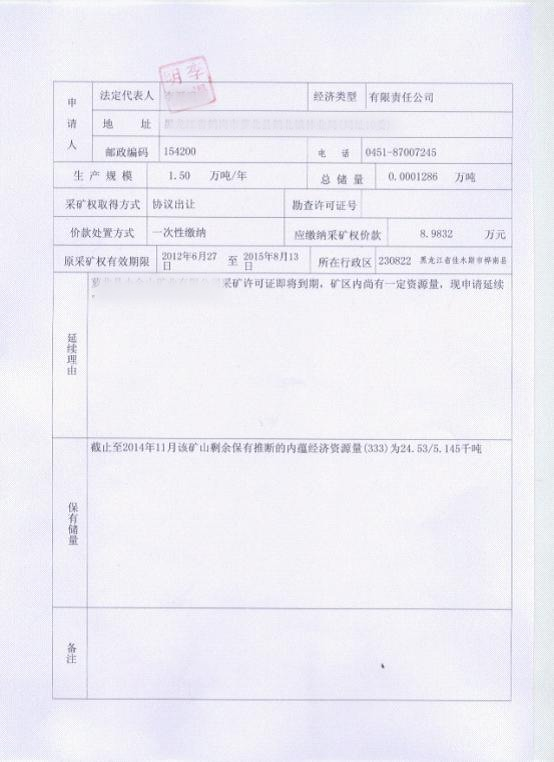 申请人
法定代表人
经济类型 有限责任公司
地 址
邮政编码 154200 电 话 0451-87007245
生 产 规 模 1.50 万吨/年 总 储 量 0.0001286 万吨
采矿权取得方式 协议出让 勘查许可证号
价款处置方式 一次性缴纳 应缴纳采矿权价款 8.9832 万元
原采矿权有效期限 2012年6月27日 至 2015年8月13日 所在行政区 230822 黑龙江省佳木斯市桦南县
延续理由
采矿许可证即将到期，矿区内尚有一定资源量，现申请延续
。
保有储量
截止至2014年11月该矿山剩余保有推断的内蕴经济资源量(333)为24.53/5.145千吨
备注